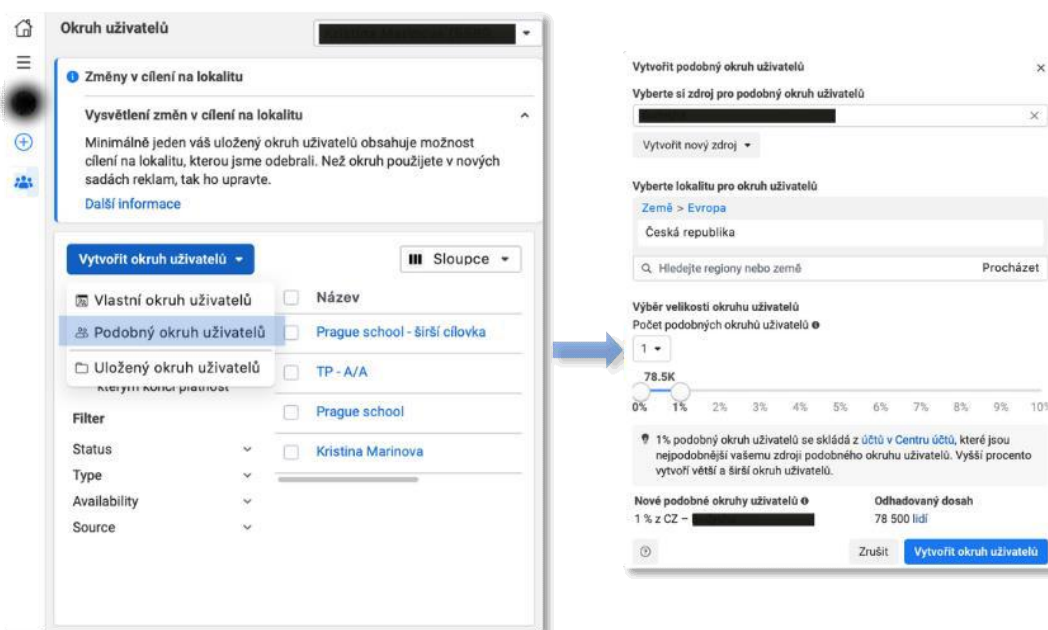 Okruh uživatelů
Změny v cílení na lokalitu
Vysvětlení změn v cílení na lokalitu
Minimálně jeden váš uložený okruh uživatelů obsahuje možnost
cílení na lokalitu, kterou jsme odebrali. Než okruh použijete v nových
sadách reklam, tak ho upravte.
Další informace
Vytvořit okruh uživatelů
Sloupce
Vlastní okruh uživatelů
Podobný okruh uživatelů
Uložený okruh uživatelů
kterým končí platnost
Název
Prague school - širší cílovka
TP - A/A
Prague school
Kristina Marinova
Filter
Status
Type
Availability
Source
Vytvořit podobný okruh uživatelů
Vyberte si zdroj pro podobný okruh uživatelů
Vytvořit nový zdroj
Vyberte lokalitu pro okruh uživatelů
Země > Evropa
Česká republika
Hledejte regiony nebo země
Procházet
Výběr velikosti okruhu uživatelů
Počet podobných okruhů uživatelů
1
78.5K
0% 1% 2% 3% 4% 5% 6% 7% 8% 9% 10%
1% podobný okruh uživatelů se skládá z účtů v Centru účtů, které jsou
nejpodobnější vašemu zdroji podobného okruhu uživatelů. Vyšší procento
vytvoří větší a širší okruh uživatelů.
Nové podobné okruhy uživatelů
1 % z CZ –
Odhadovaný dosah
78 500 lidí
Zrušit
Vytvořit okruh uživatelů